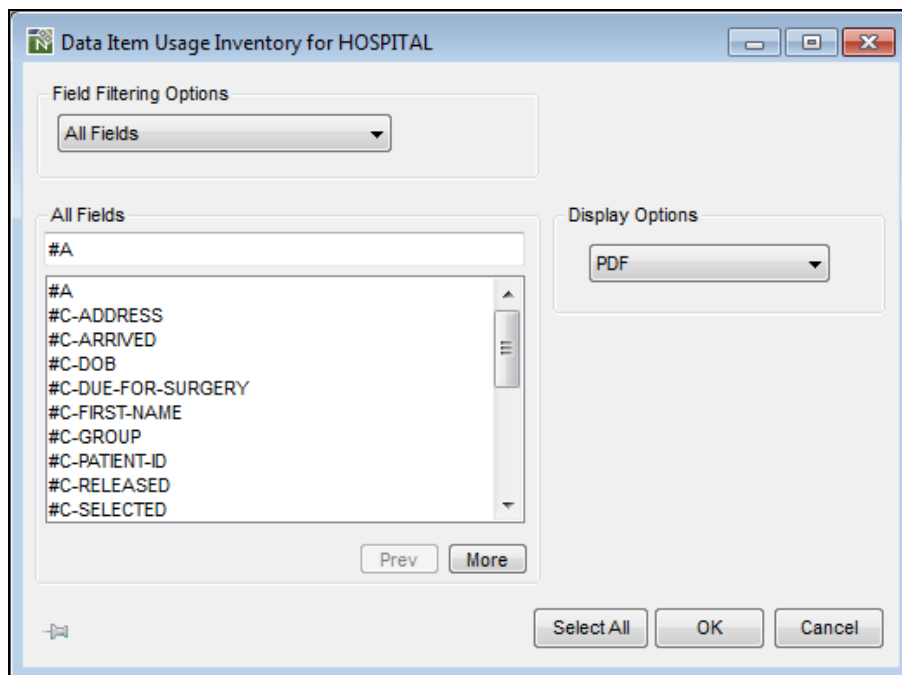 Data Item Usage Inventory for HOSPITAL
Field Filtering Options
All Fields
All Fields
#A
#A
#C-ADDRESS
#C-ARRIVED
#C-DOB
#C-DUE-FOR-SURGERY
#C-FIRST-NAME
#C-GROUP
#C-PATIENT-ID
#C-RELEASED
#C-SELECTED
Prev More
Display Options
PDF
Select All OK Cancel